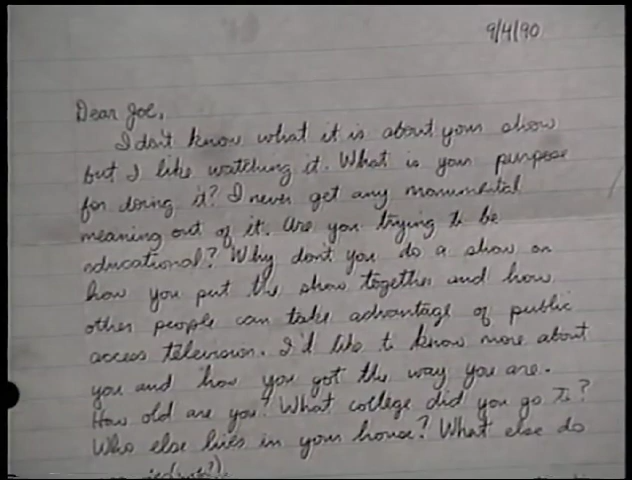 9/4/90
Dear Joe,
I don't know what it is about your show
but I like watching it. What is your purpose
for doing it? I never get any monumental
meaning out of it. Are you trying to be
educational? Why don't you do a show on
how you put the show together and how
other people can take advantage of public
access television. I'd like to know more about
you and how you got the way you are.
How old are you? What college did you go to?
Who else lives in your house? What else do